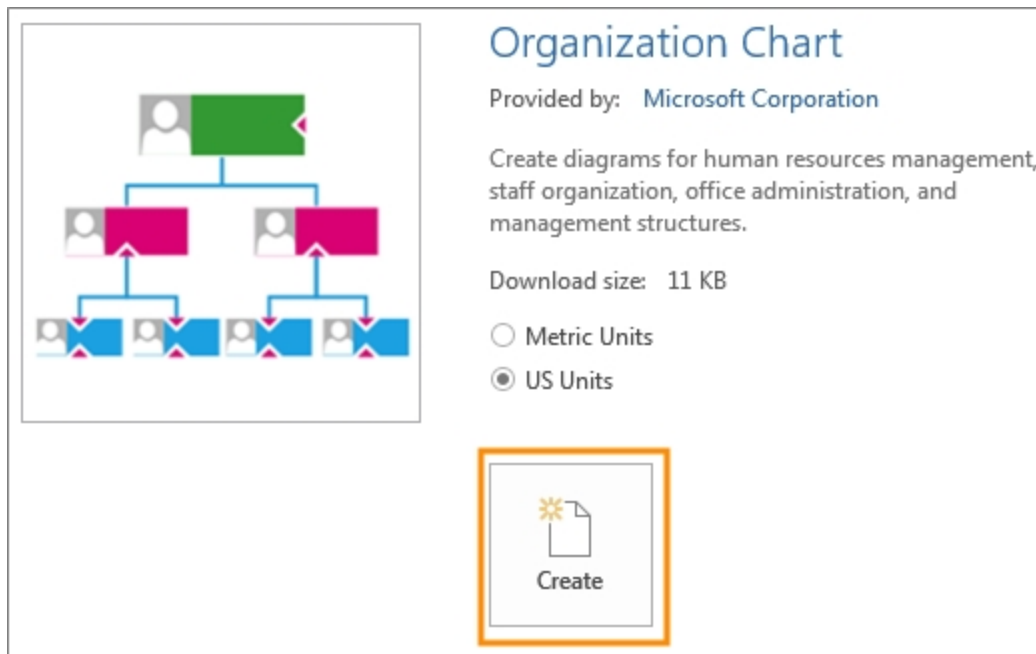 Organization Chart
Provided by: Microsoft Corporation
Create diagrams for human resources management,
staff organization, office administration, and
management structures.
Download size: 11 KB
Metric Units
US Units
Create